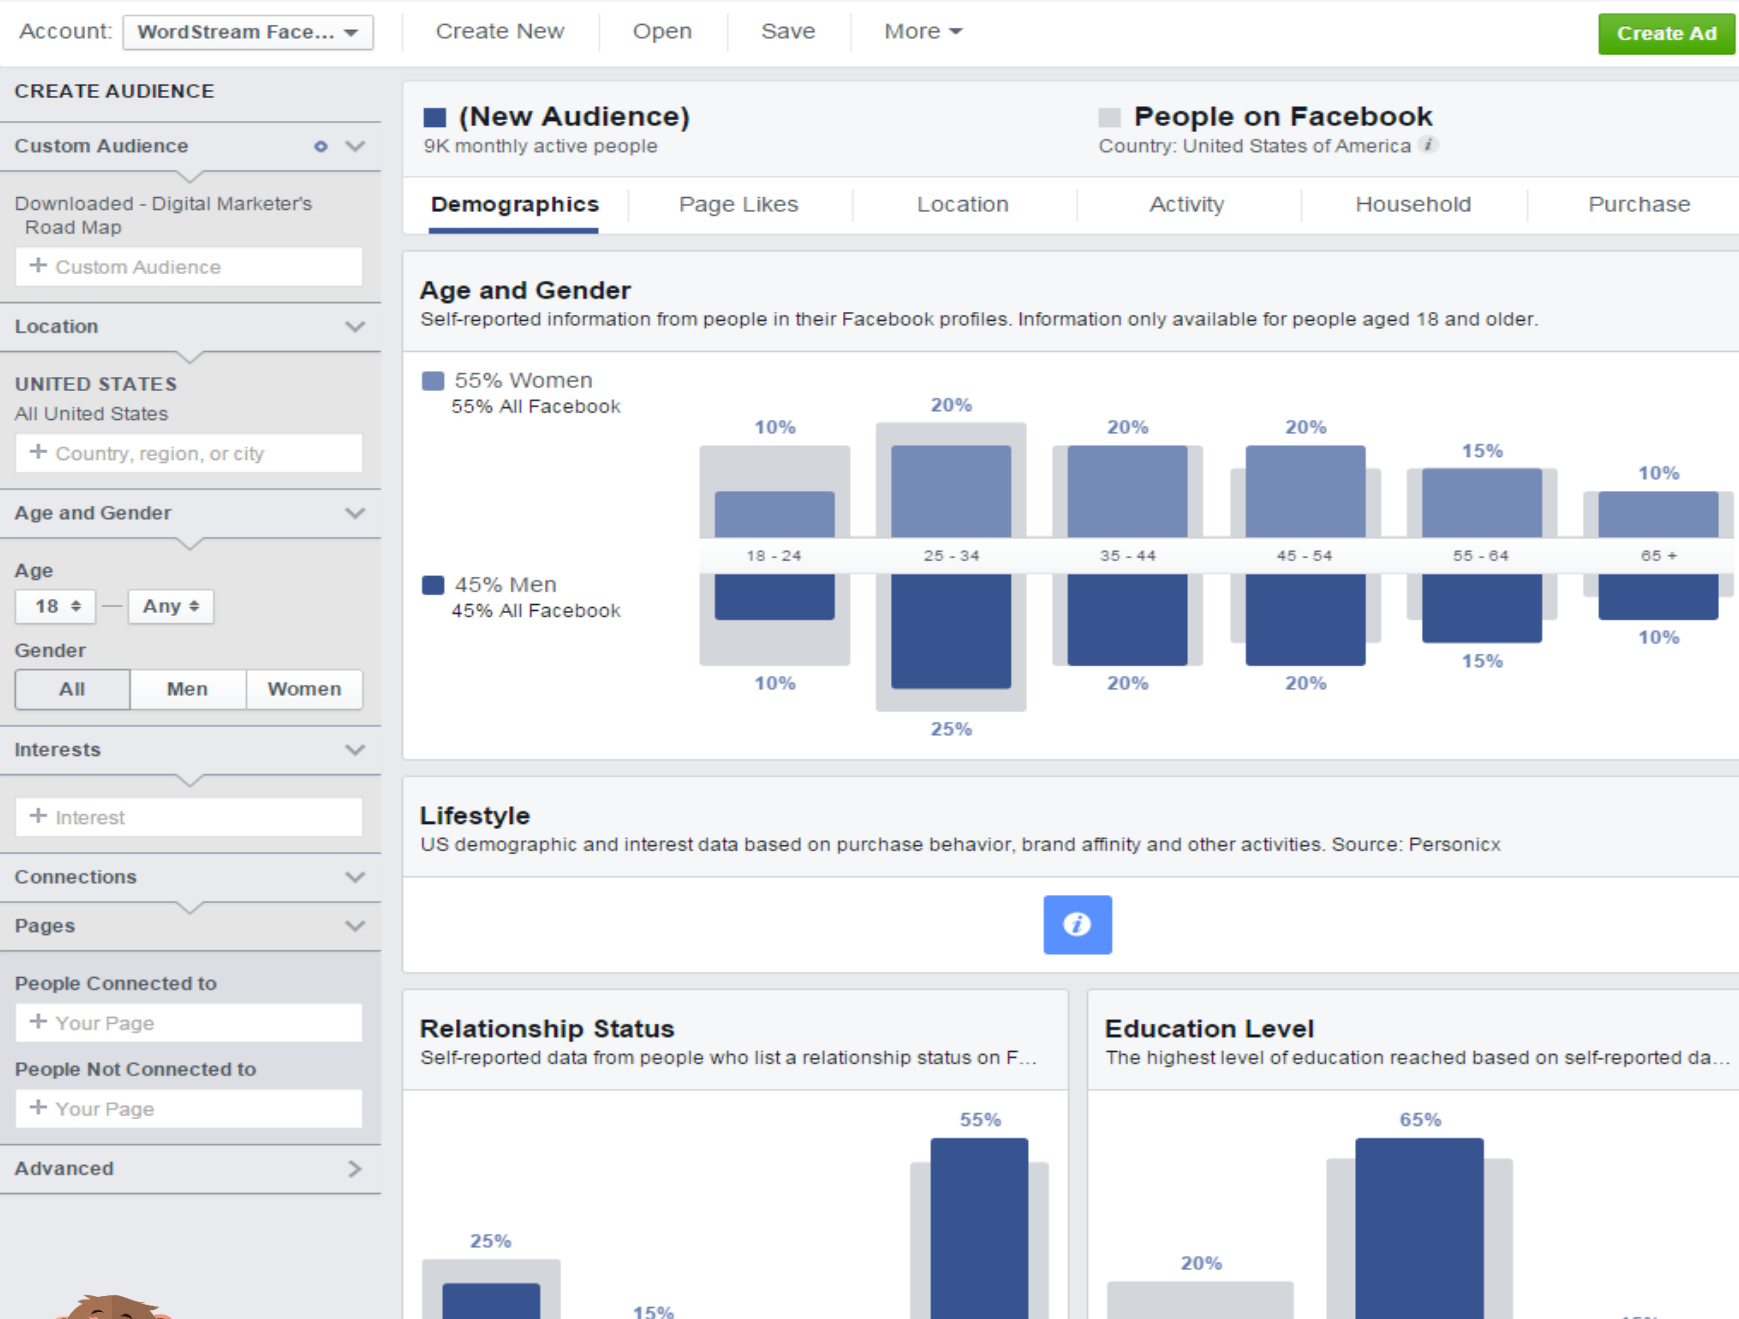 Account: WordStream Face... Create New Open Save More Create Ad
CREATE AUDIENCE
Custom Audience
Downloaded - Digital Marketer's
Road Map
+ Custom Audience
Location
UNITED STATES
All United States
+ Country, region, or city
Age and Gender
Age
18 — Any
Gender
All Men Women
Interests
+ Interest
Connections
Pages
People Connected to
+ Your Page
People Not Connected to
+ Your Page
Advanced
(New Audience)
9K monthly active people
People on Facebook
Country: United States of America i
Demographics Page Likes Location Activity Household Purchase
Age and Gender
Self-reported information from people in their Facebook profiles. Information only available for people aged 18 and older.
55% Women
55% All Facebook
10% 20% 20% 20% 15% 10%
18 - 24 25 - 34 35 - 44 45 - 54 55 - 64 65 +
45% Men
45% All Facebook
10% 25% 20% 20% 15% 10%
Lifestyle
US demographic and interest data based on purchase behavior, brand affinity and other activities. Source: Personicx
i
Relationship Status
Self-reported data from people who list a relationship status on F...
25% 15% 55%
Education Level
The highest level of education reached based on self-reported da...
20% 65%